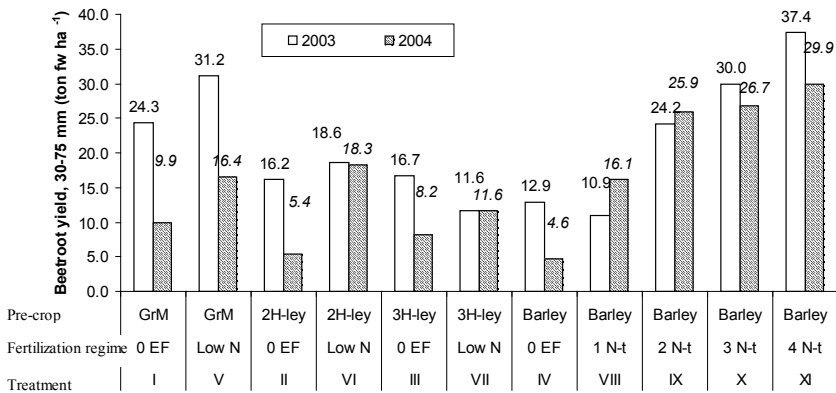 40.0
35.0
30.0
25.0
20.0
15.0
10.0
5.0
0.0
Beetroot yield, 30-75 mm (ton fw ha -1)
2003 2004
24.3 9.9 31.2 16.4 16.2 5.4 18.6 18.3 16.7 8.2 11.6 11.6 12.9 4.6 10.9 16.1 24.2 25.9 30.0 26.7 37.4 29.9
Pre-crop GrM GrM 2H-ley 2H-ley 3H-ley 3H-ley Barley Barley Barley Barley Barley
Fertilization regime 0 EF Low N 0 EF Low N 0 EF Low N 0 EF 1 N-t 2 N-t 3 N-t 4 N-t
Treatment I V II VI III VII IV VIII IX X XI